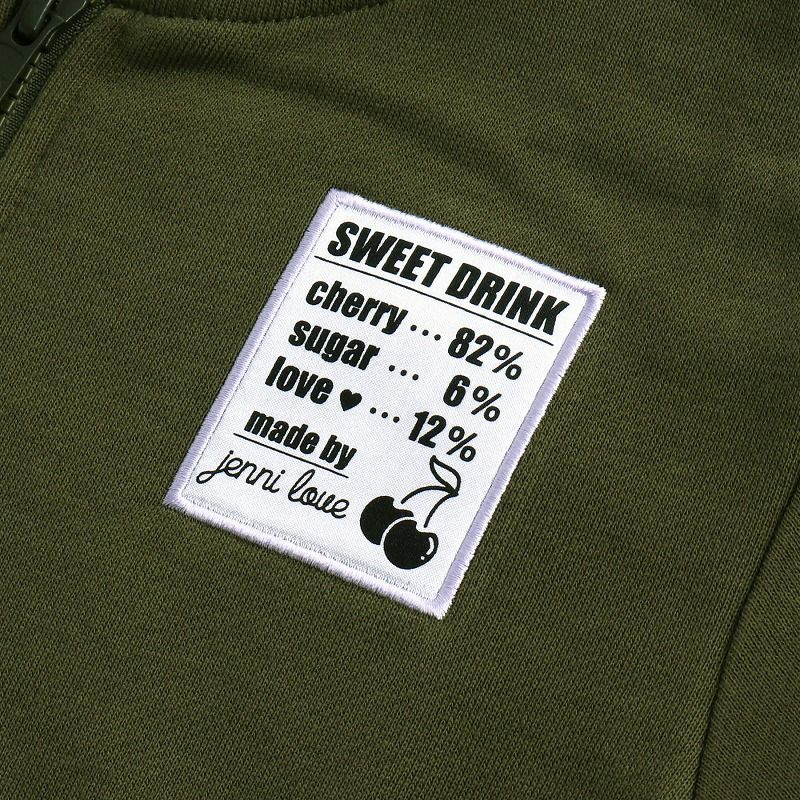 SWEET DRINK
cherry ... 82%
sugar ... 6%
love ♥ ... 12%
made by
jenni love